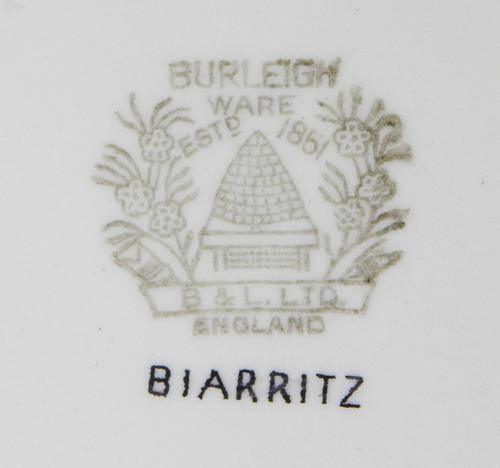 BURLEIGH
WARE
ESTD 1851
B & L. LTD.
ENGLAND
BIARRITZ